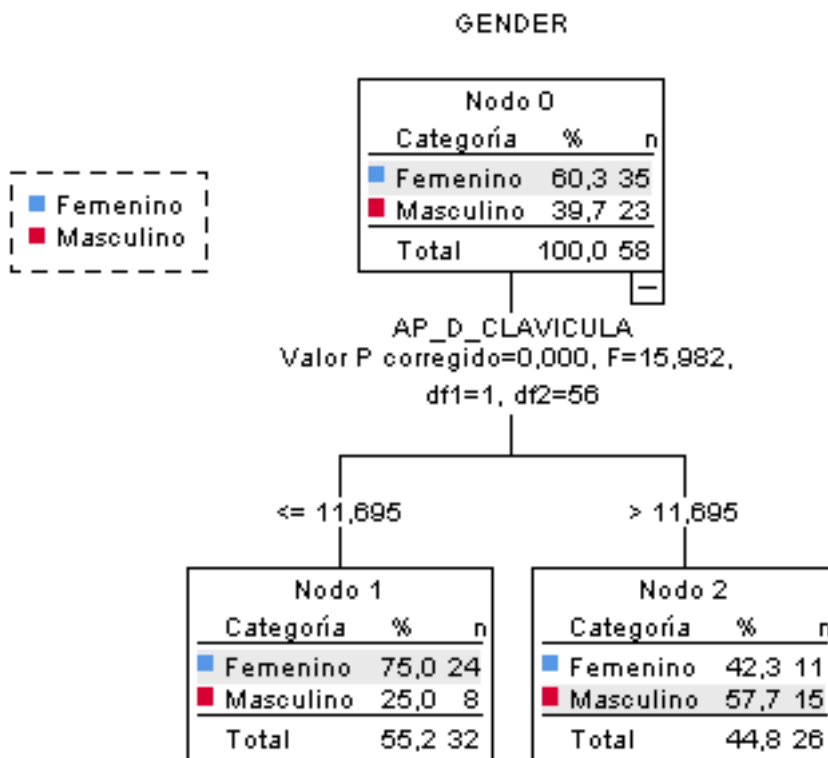 GENDER
Nodo 0
Categoría % n
Femenino 60,3 35
Masculino 39,7 23
Total 100,0 58
Femenino
Masculino
AP_D_CLAVICULA
Valor P corregido=0,000, F=15,982,
df1=1, df2=56
<= 11,695
> 11,695
Nodo 1
Categoría % n
Femenino 75,0 24
Masculino 25,0 8
Total 55,2 32
Nodo 2
Categoría % n
Femenino 42,3 11
Masculino 57,7 15
Total 44,8 26